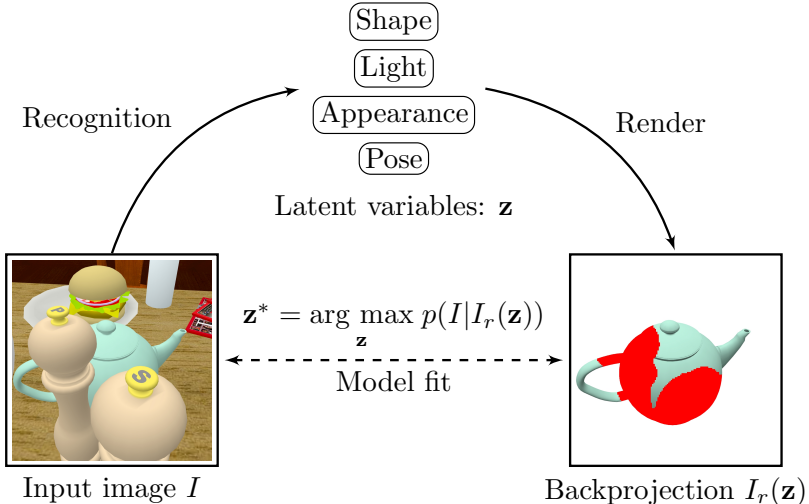 Shape
Light
Appearance
Pose
Recognition
Render
Latent variables: z
z* = arg max p(I|I_r(z))
z
Model fit
P
S
Input image I
Backprojection I_r(z)